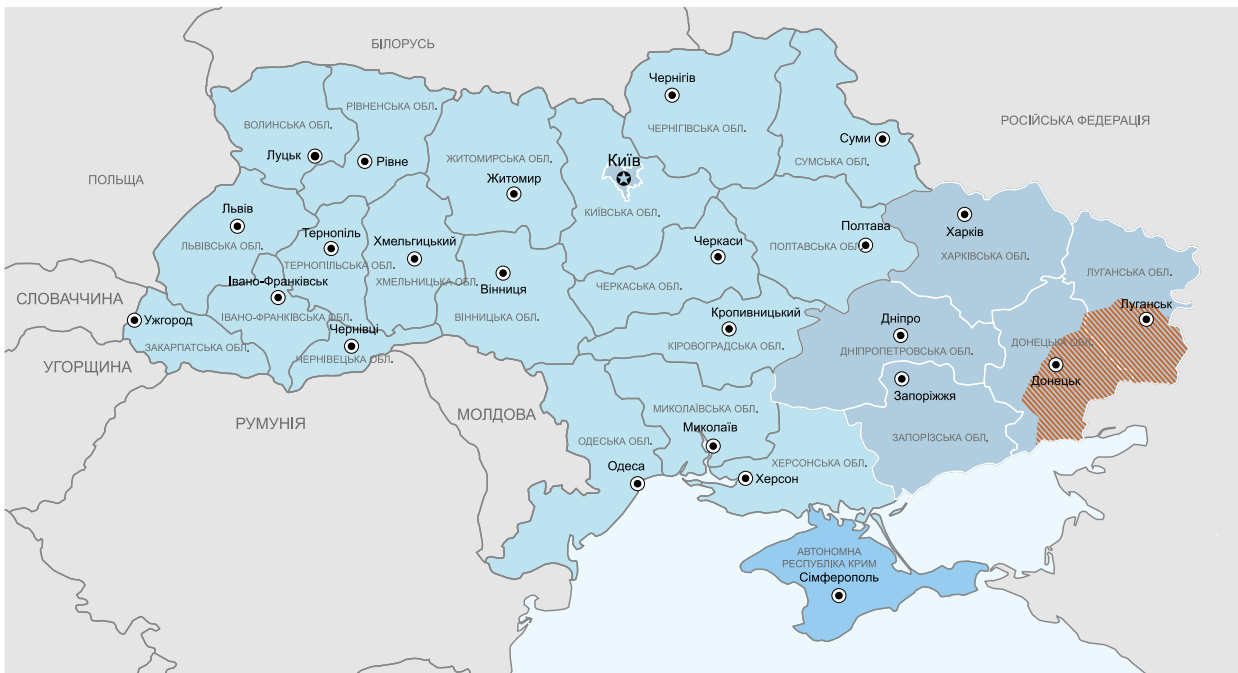 БІЛОРУСЬ
РОСІЙСЬКА ФЕДЕРАЦІЯ
ПОЛЬЩА
СЛОВАЧЧИНА
УГОРЩИНА
РУМУНІЯ
МОЛДОВА
ВОЛИНСЬКА ОБЛ.
Луцьк
РІВНЕНСЬКА ОБЛ.
Рівне
ЖИТОМИРСЬКА ОБЛ.
Житомир
Київ
КИЇВСЬКА ОБЛ.
Чернігів
ЧЕРНІГІВСЬКА ОБЛ.
Суми
СУМСЬКА ОБЛ.
Львів
ЛЬВІВСЬКА ОБЛ.
Тернопіль
ТЕРНОПІЛЬСЬКА ОБЛ.
Хмельгицький
ХМЕЛЬНИЦЬКА ОБЛ.
Вінниця
ВІННИЦЬКА ОБЛ.
Черкаси
ЧЕРКАСЬКА ОБЛ.
Полтава
ПОЛТАВСЬКА ОБЛ.
Харків
ХАРКІВСЬКА ОБЛ.
ЛУГАНСЬКА ОБЛ.
Луганськ
Івано-Франківськ
ІВАНО-ФРАНКІВСЬКА ОБЛ.
Ужгород
ЗАКАРПАТСЬКА ОБЛ.
Чернівці
ЧЕРНІВЕЦЬКА ОБЛ.
Кропивницький
КІРОВОГРАДСЬКА ОБЛ.
Дніпро
ДНІПРОПЕТРОВСЬКА ОБЛ.
ДОНЕЦЬКА ОБЛ.
Донецьк
Запоріжжя
ЗАПОРІЗСЬКА ОБЛ.
МИКОЛАЇВСЬКА ОБЛ.
Миколаїв
ОДЕСЬКА ОБЛ.
Одеса
ХЕРСОНСЬКА ОБЛ.
Херсон
АВТОНОМНА
РЕСПУБЛІКА КРИМ
Сімферополь